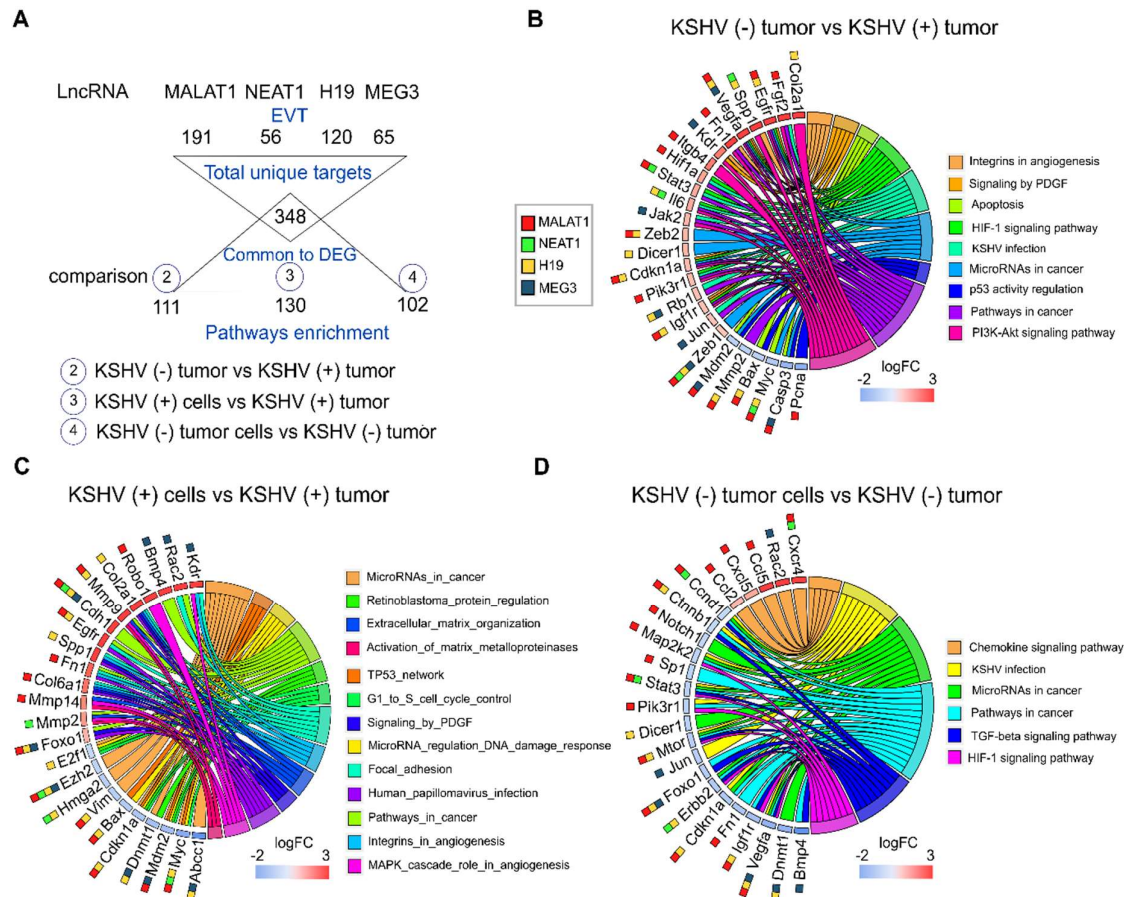 A
LncRNA MALAT1 NEAT1 H19 MEG3
EVT
191 56 120 65
Total unique targets
348
Common to DEG
comparison 2 3 4
111 130 102
Pathways enrichment
2 KSHV (-) tumor vs KSHV (+) tumor
3 KSHV (+) cells vs KSHV (+) tumor
4 KSHV (-) tumor cells vs KSHV (-) tumor
B
KSHV (-) tumor vs KSHV (+) tumor
MALAT1
NEAT1
H19
MEG3
Col2a1
Fgf2
Egfr
Spp1
Vegfa
Fn1
Kdr
Itgb4
Hif1a
Stat3
Il6
Jak2
Zeb2
Dicer1
Cdkn1a
Pik3r1
Rb1
Igf1r
Jun
Zeb1
Mdm2
Mmp2
Bax
Myc
Casp3
Pcna
Integrins in angiogenesis
Signaling by PDGF
Apoptosis
HIF-1 signaling pathway
KSHV infection
MicroRNAs in cancer
p53 activity regulation
Pathways in cancer
PI3K-Akt signaling pathway
logFC
-2 3
C
KSHV (+) cells vs KSHV (+) tumor
Kdr
Rac2
Bmp4
Robo1
Col2a1
Mmp9
Cdh1
Egfr
Spp1
Fn1
Col6a1
Mmp14
Mmp2
Foxo1
E2f1
Ezh2
Hmga2
Vim
Bax
Cdkn1a
Dnmt1
Mdm2
Myc
Abcc1
MicroRNAs_in_cancer
Retinoblastoma_protein_regulation
Extracellular_matrix_organization
Activation_of_matrix_metalloproteinases
TP53_network
G1_to_S_cell_cycle_control
Signaling_by_PDGF
MicroRNA_regulation_DNA_damage_response
Focal_adhesion
Human_papillomavirus_infection
Pathways_in_cancer
Integrins_in_angiogenesis
MAPK_cascade_role_in_angiogenesis
logFC
-2 3
D
KSHV (-) tumor cells vs KSHV (-) tumor
Cxcr4
Rac2
Ccl5
Cxcl5
Ccl2
Ccnd1
Ctnnb1
Notch1
Map2k2
Sp1
Stat3
Pik3r1
Dicer1
Mtor
Jun
Foxo1
Erbb2
Cdkn1a
Fn1
Igf1r
Vegfa
Dnmt1
Bmp4
Chemokine signaling pathway
KSHV infection
MicroRNAs in cancer
Pathways in cancer
TGF-beta signaling pathway
HIF-1 signaling pathway
logFC
-2 3